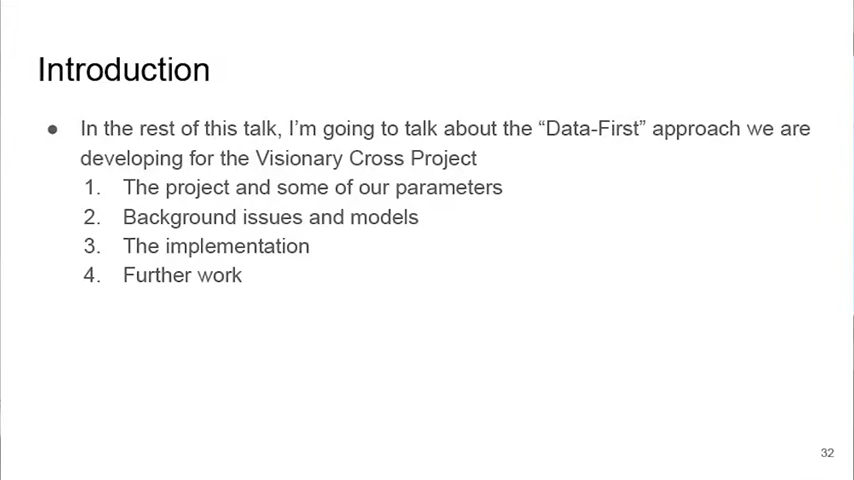 Introduction
● In the rest of this talk, I'm going to talk about the “Data-First” approach we are
developing for the Visionary Cross Project
1. The project and some of our parameters
2. Background issues and models
3. The implementation
4. Further work
32